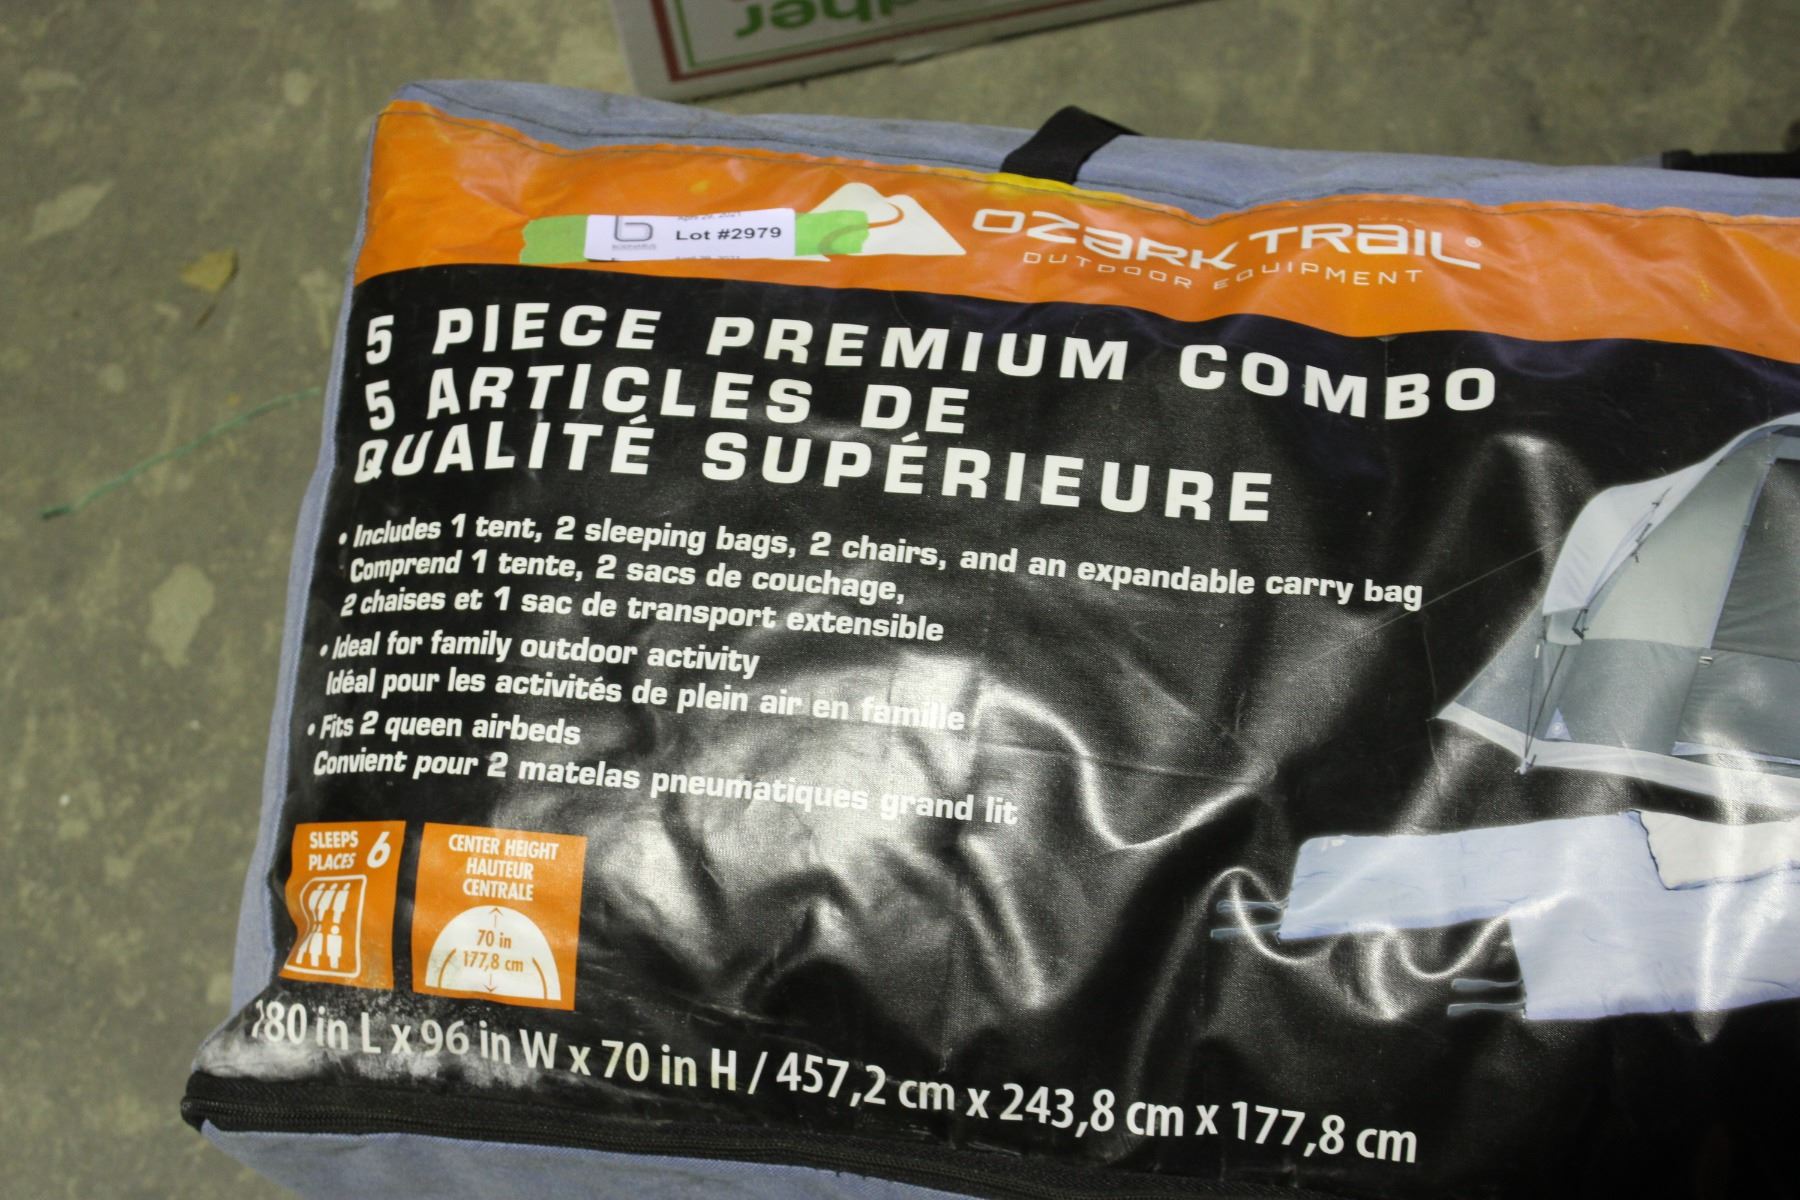 April 29, 2021
Lot #2979
OZARK TRAIL®
OUTDOOR EQUIPMENT
5 PIECE PREMIUM COMBO
5 ARTICLES DE
QUALITÉ SUPÉRIEURE
• Includes 1 tent, 2 sleeping bags, 2 chairs, and an expandable carry bag
Comprend 1 tente, 2 sacs de couchage,
2 chaises et 1 sac de transport extensible
• Ideal for family outdoor activity
Idéal pour les activités de plein air en famille
• Fits 2 queen airbeds
Convient pour 2 matelas pneumatiques grand lit
SLEEPS
PLACES 6
CENTER HEIGHT
HAUTEUR
CENTRALE
70 in
177,8 cm
180 in L x 96 in W x 70 in H / 457,2 cm x 243,8 cm x 177,8 cm